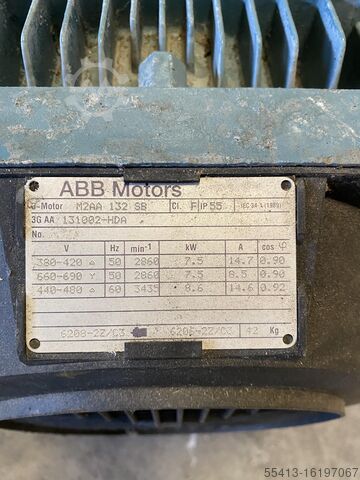 ABB Motors
-Motor M2AA 132 SB Cl. F IP 55 IEC 34-1(1983)
3G AA 131002-HDA
No.
V Hz min-1 kW A cos φ
380-420 △ 50 2860 7.5 14.7 0.90
660-690 Y 50 2860 7.5 8.5 0.90
440-480 △ 60 3435 8.6 14.6 0.92
6208-2Z/C3 6206-2Z/C3 42 Kg
55413-16197067